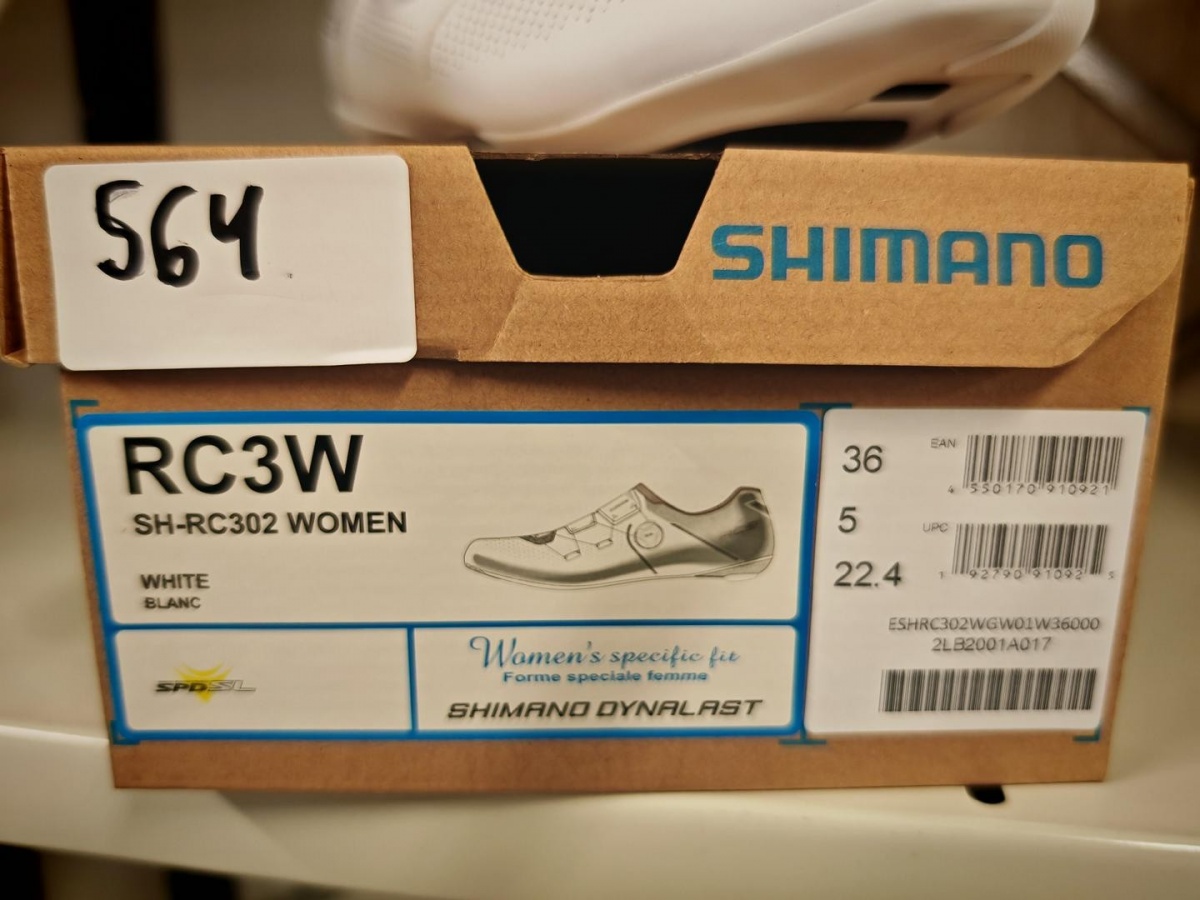 564
SHIMANO
RC3W
SH-RC302 WOMEN
WHITE
BLANC
SPD-SL
Women's specific fit
Forme speciale femme
SHIMANO DYNALAST
36
5
22.4
EAN
4 550170 910921
UPC
1 92790 91092 5
ESHRC302WGW01W36000
2LB2001A017